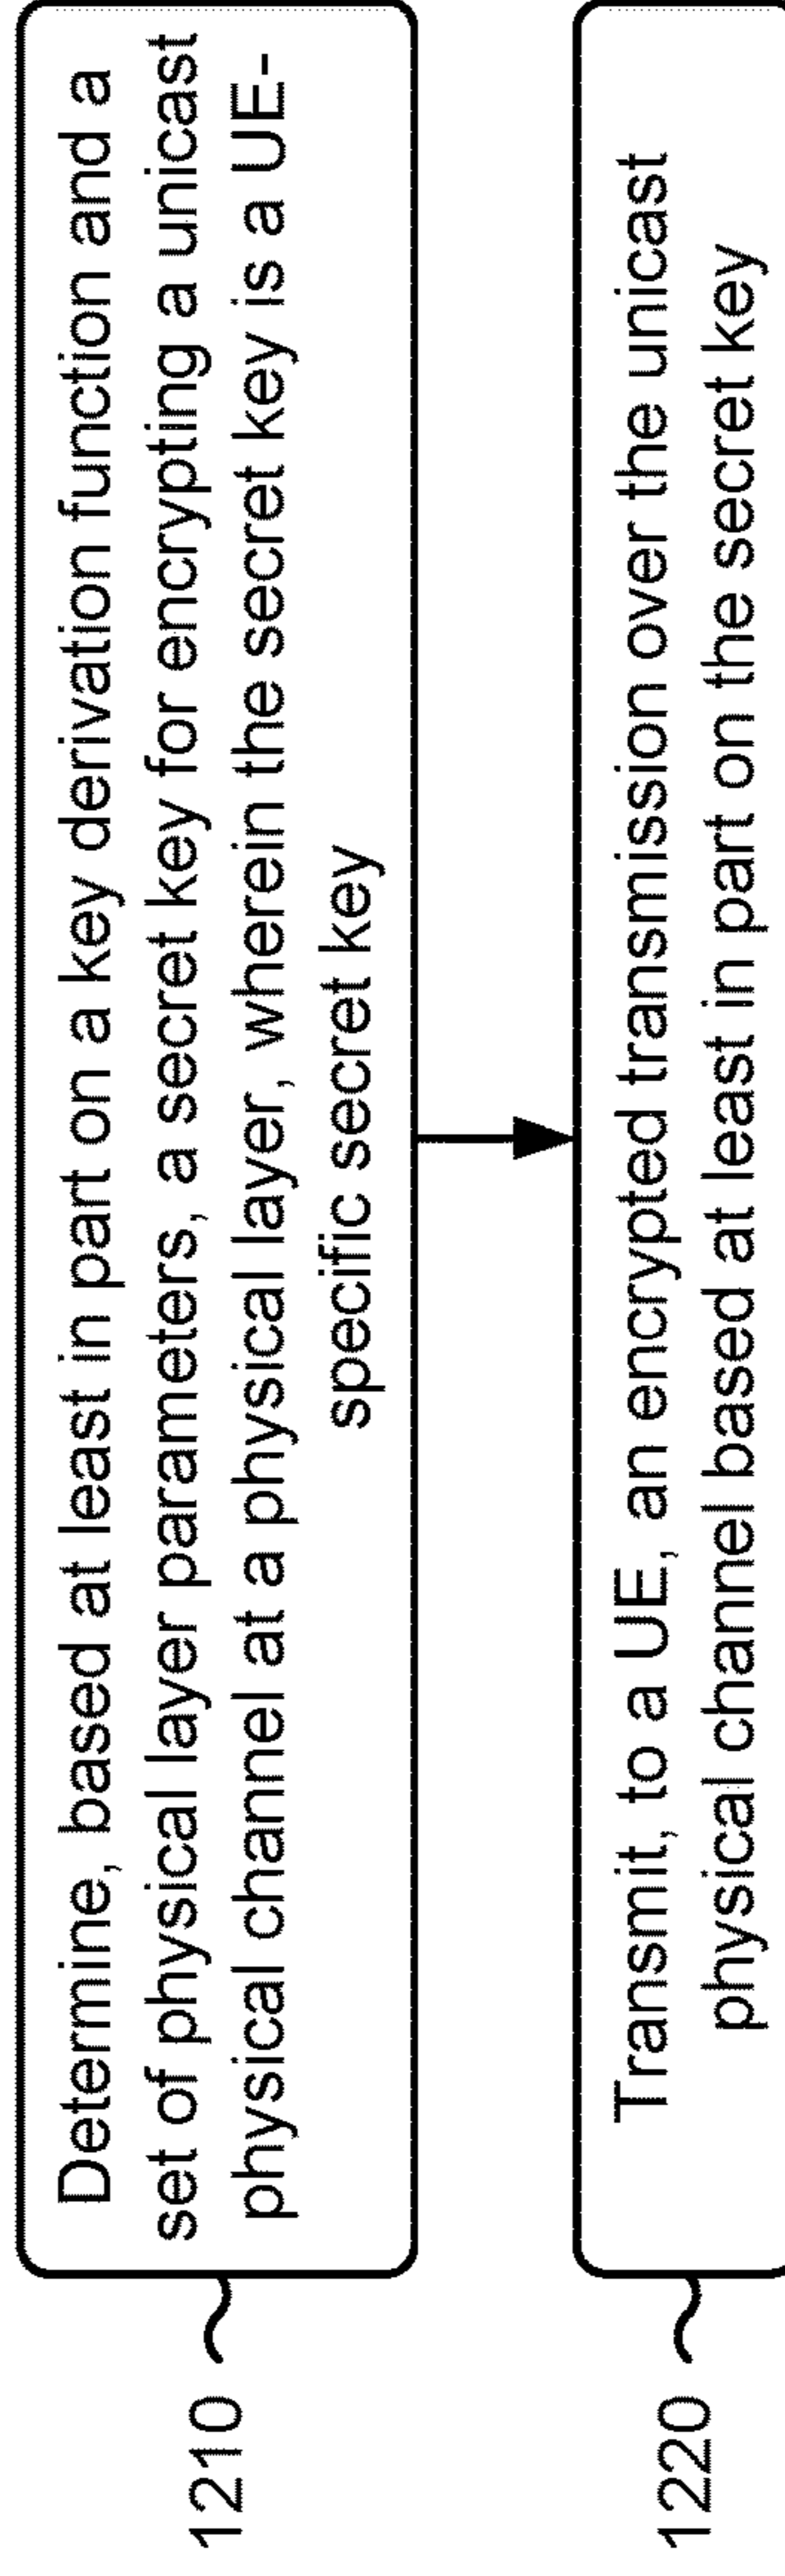 1210
Determine, based at least in part on a key derivation function and a
set of physical layer parameters, a secret key for encrypting a unicast
physical channel at a physical layer, wherein the secret key is a UE-
specific secret key
1220
Transmit, to a UE, an encrypted transmission over the unicast
physical channel based at least in part on the secret key